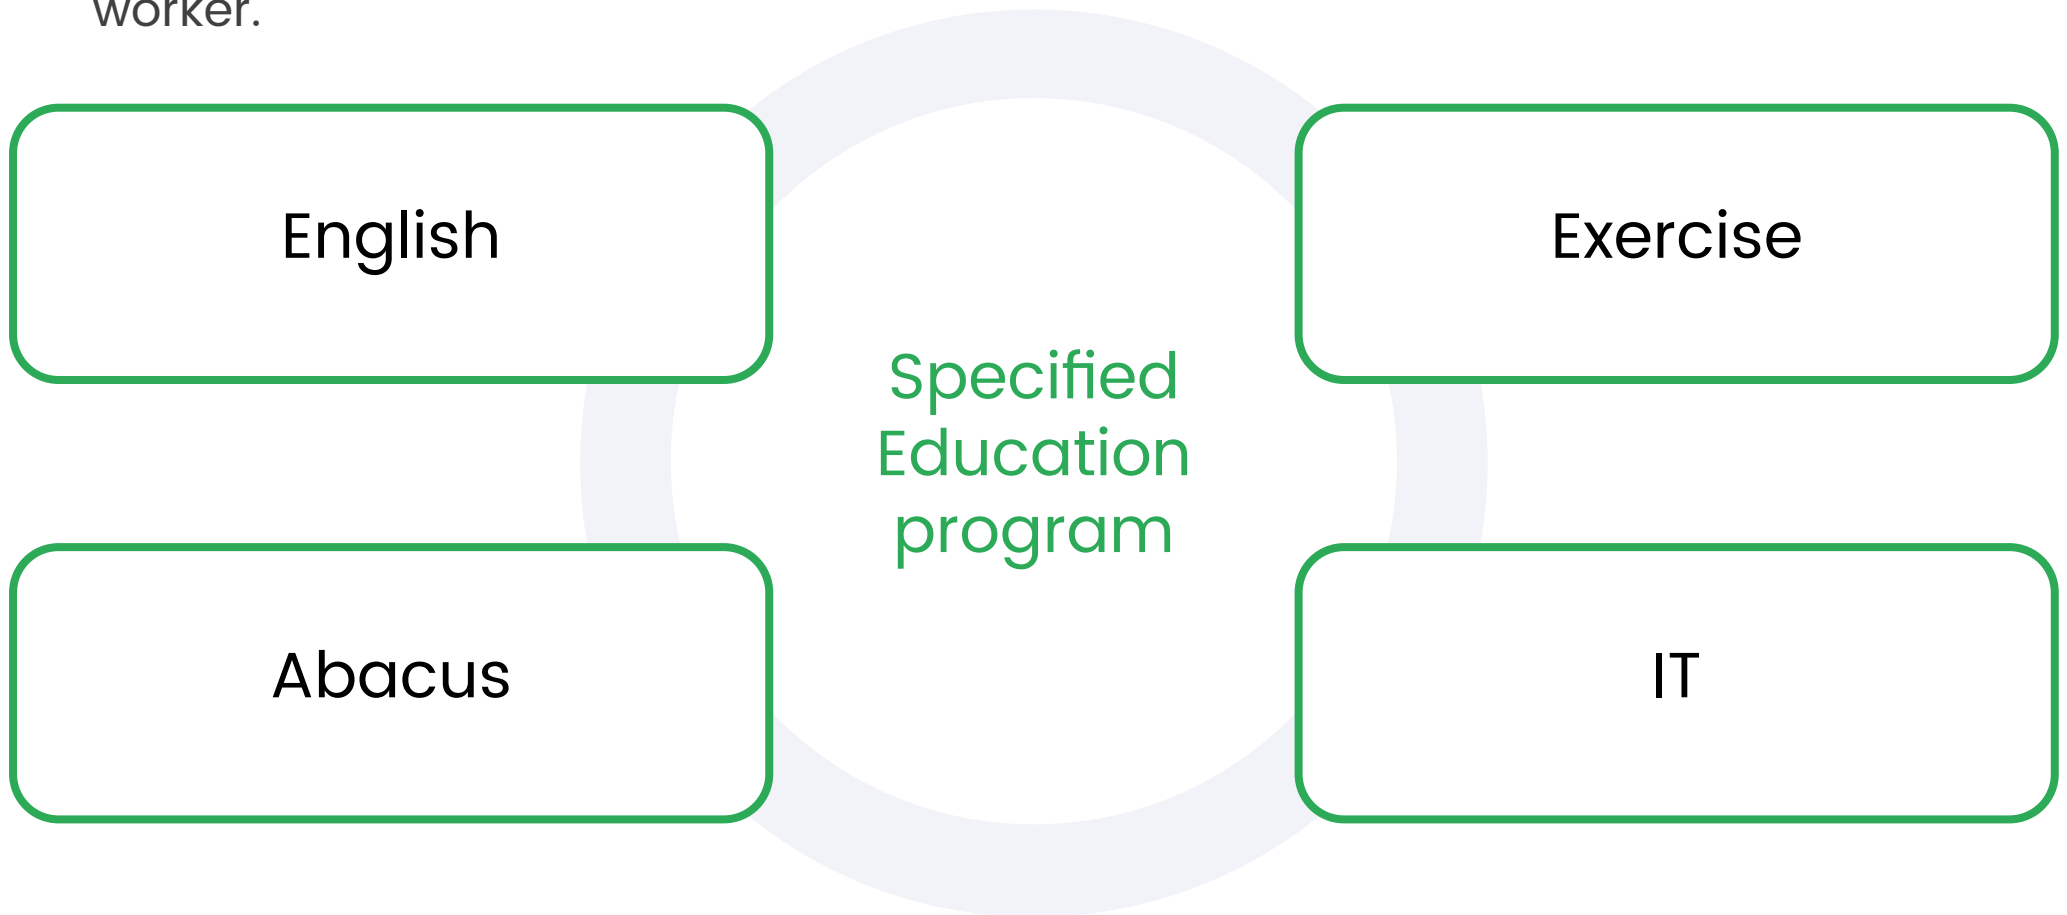 worker.
English
Exercise
Specified
Education
program
Abacus
IT